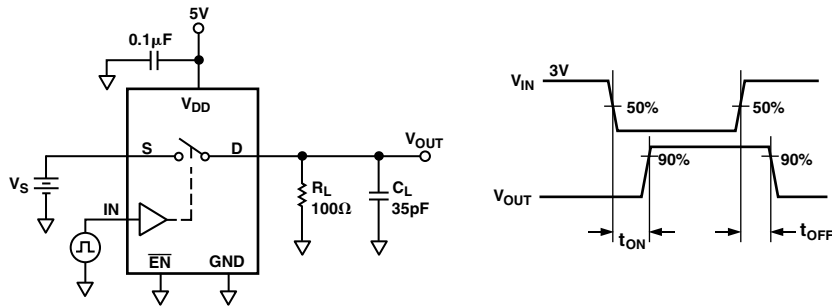 5V
0.1µF
VDD
S
D
VOUT
VS
IN
RL
100Ω
CL
35pF
EN
GND
3V
VIN
50%
50%
90%
90%
VOUT
tON
tOFF